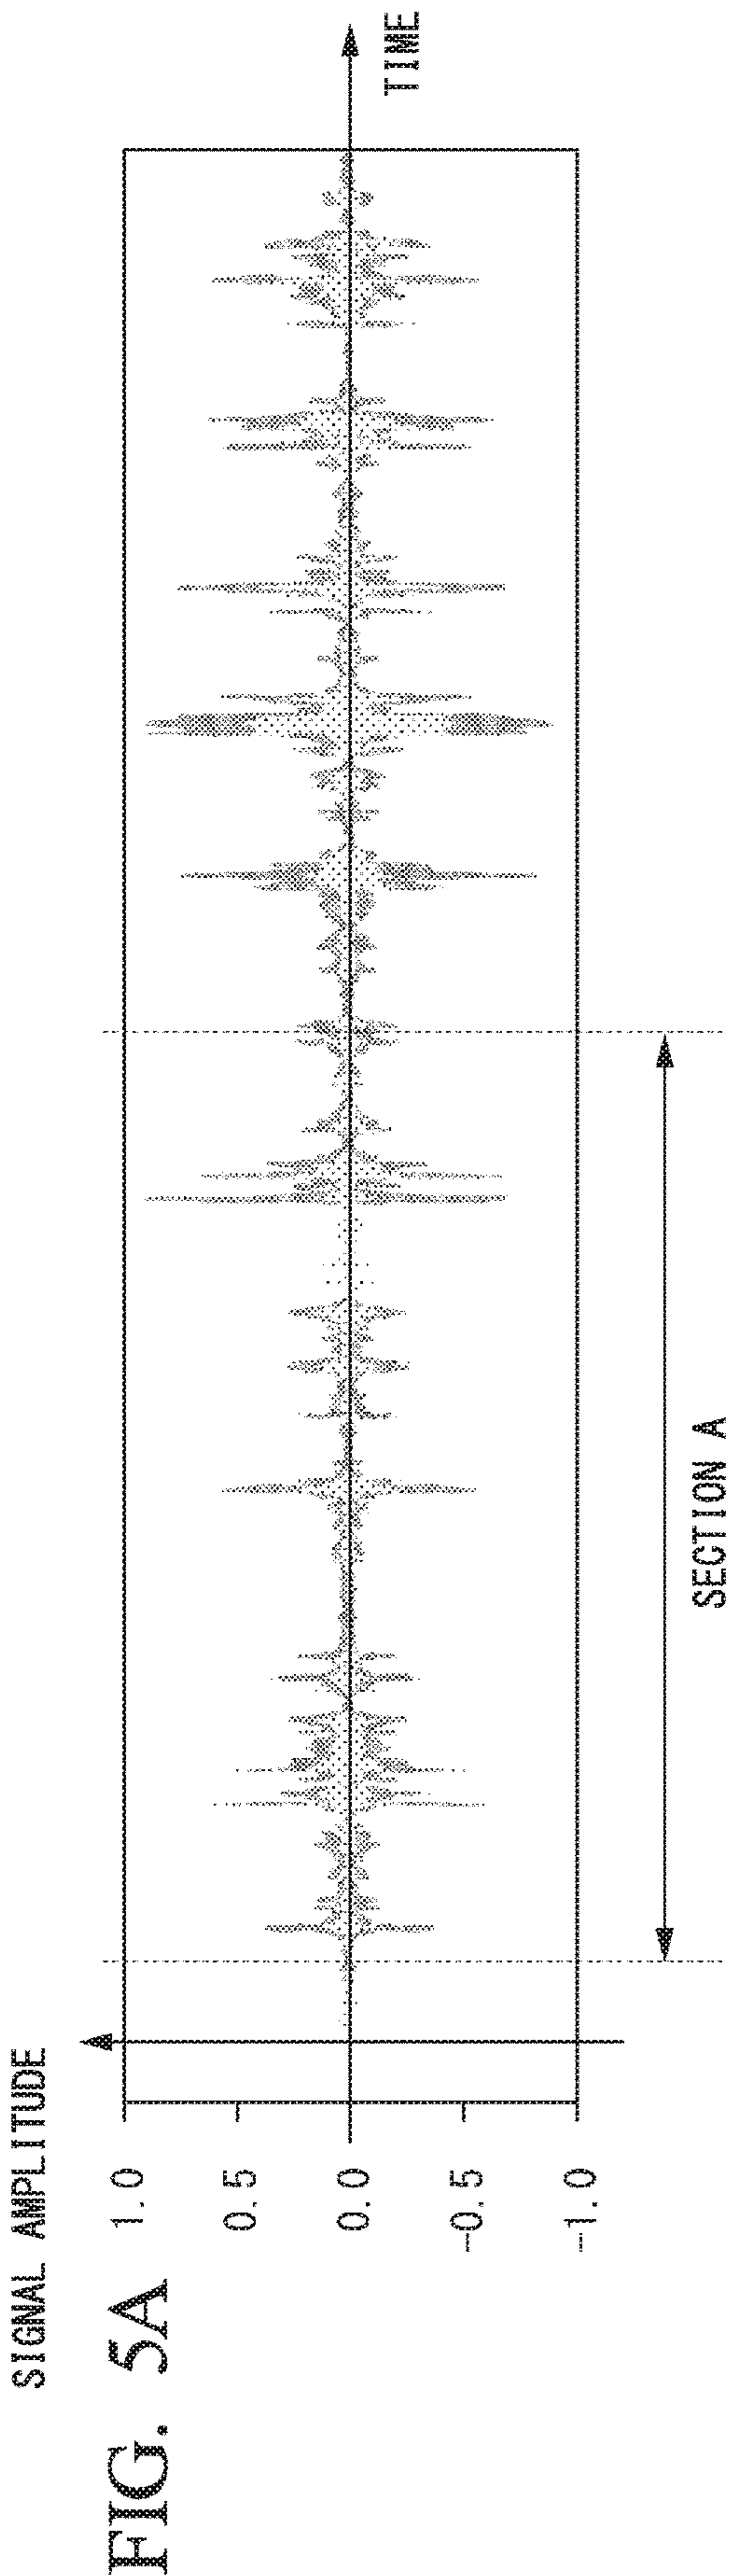 FIG. 5A
SIGNAL AMPLITUDE
1.0
0.5
0.0
-0.5
-1.0
TIME
SECTION A